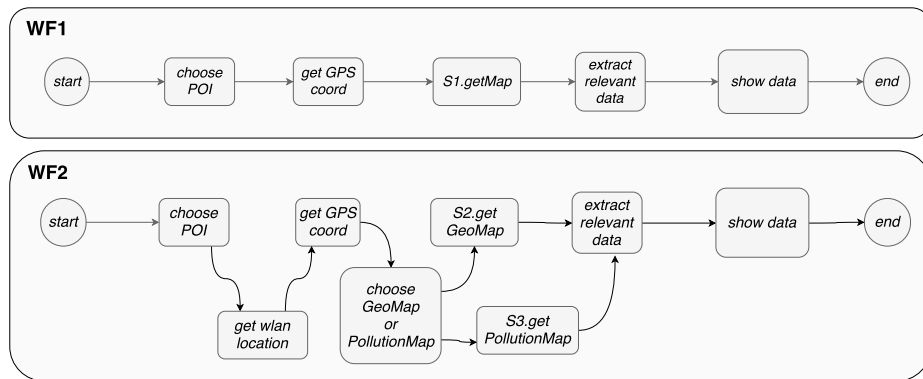 WF1
start
choose
POI
get GPS
coord
S1.getMap
extract
relevant
data
show data
end
WF2
start
choose
POI
get wlan
location
get GPS
coord
choose
GeoMap
or
PollutionMap
S2.get
GeoMap
S3.get
PollutionMap
extract
relevant
data
show data
end